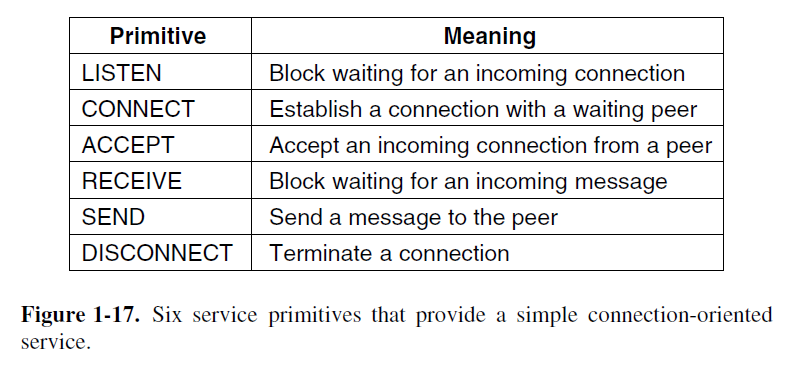 Primitive Meaning
LISTEN Block waiting for an incoming connection
CONNECT Establish a connection with a waiting peer
ACCEPT Accept an incoming connection from a peer
RECEIVE Block waiting for an incoming message
SEND Send a message to the peer
DISCONNECT Terminate a connection
Figure 1-17. Six service primitives that provide a simple connection-oriented
service.